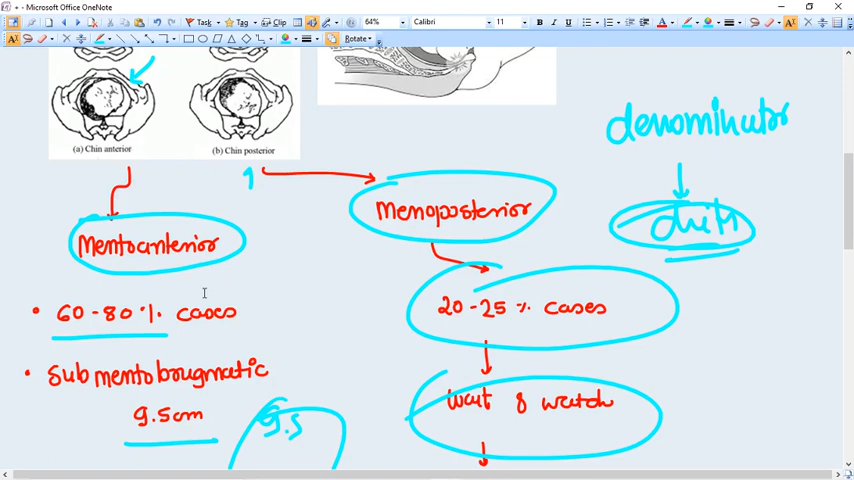 + - Microsoft Office OneNote
Task Tag Clip 64% Calibri 11 B I U
Rotate
(a) Chin anterior (b) Chin posterior
denominator
chin
Mentoanterior
Menoposterior
60-80 %. cases
20-25 % cases
Submentobrugmatic
9.5cm
9.5
wait & watch